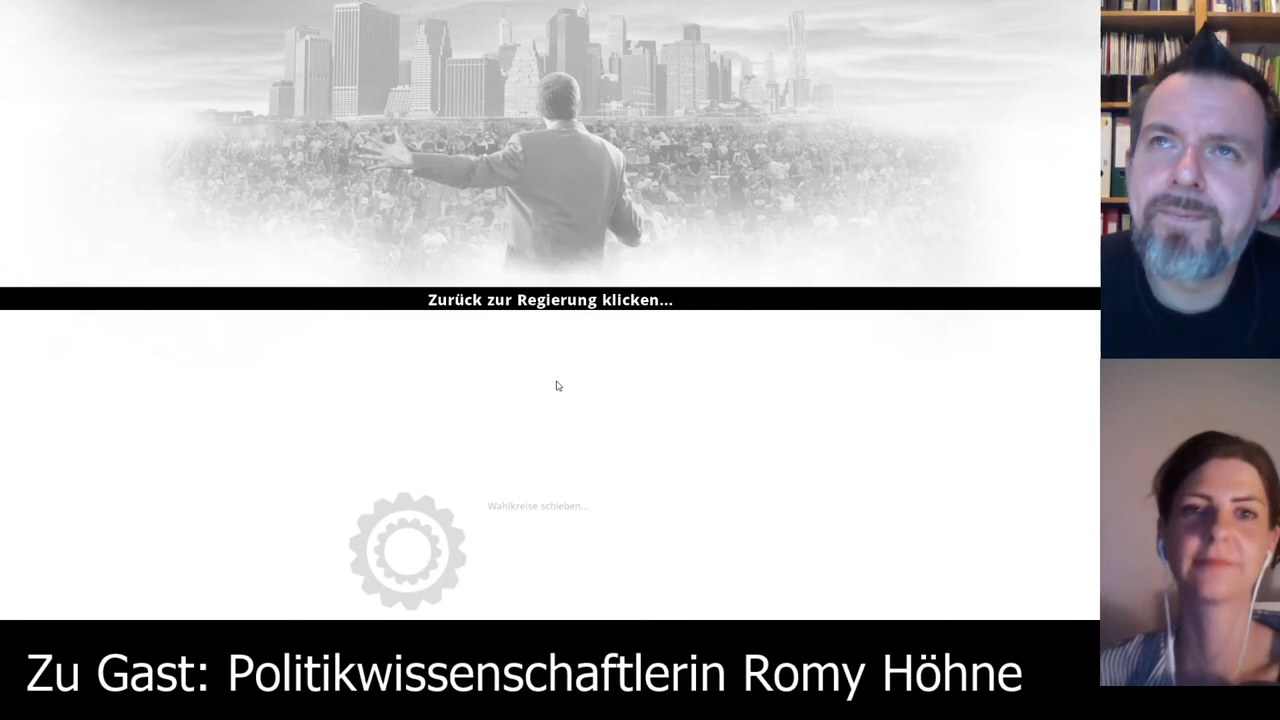 Zurück zur Regierung klicken...
Wahlkreise schieben...
Zu Gast: Politikwissenschaftlerin Romy Höhne